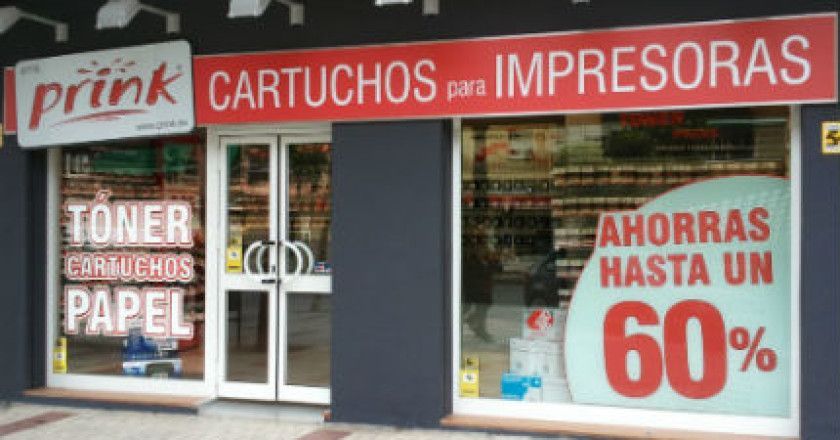 prink
CARTUCHOS para IMPRESORAS
TÓNER
CARTUCHOS
PAPEL
AHORRAS
HASTA UN
60%